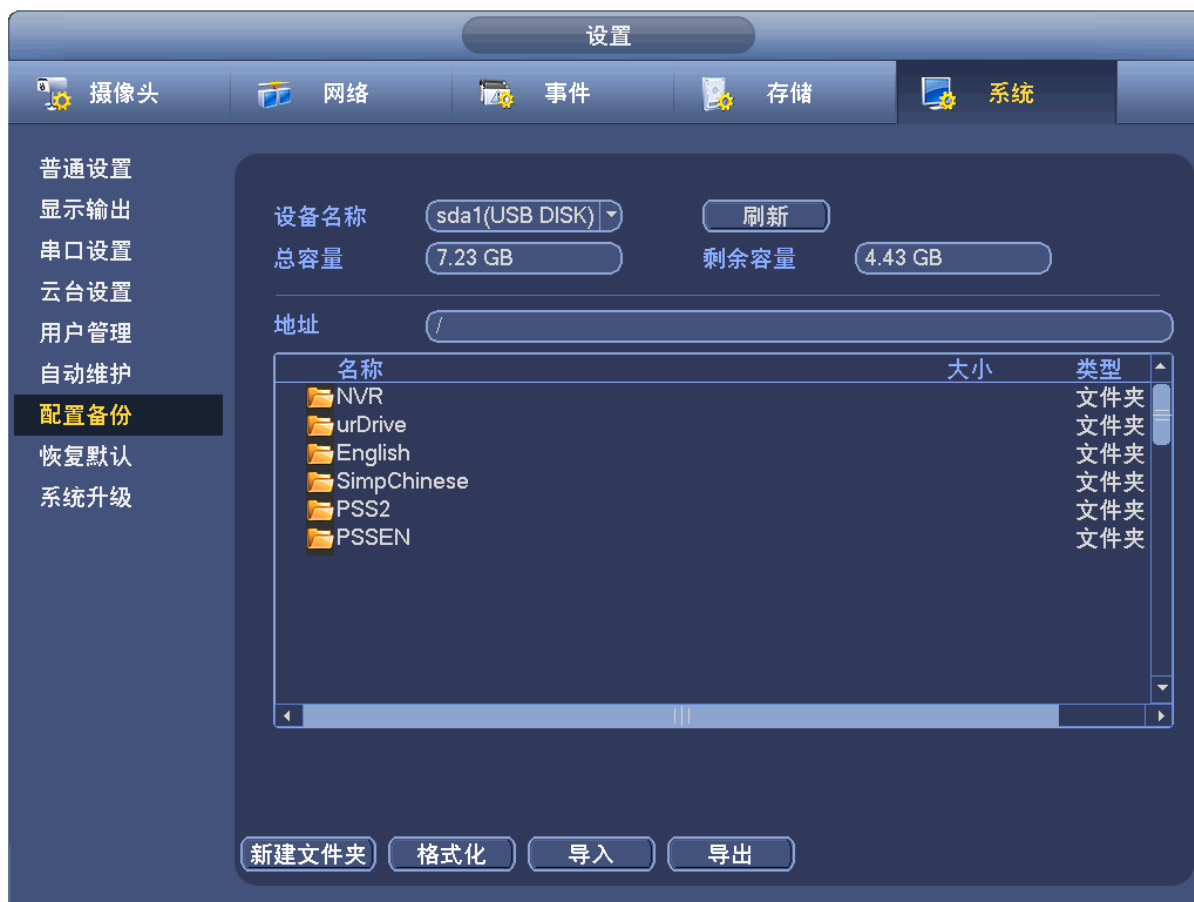 设置
摄像头 网络 事件 存储 系统
普通设置
显示输出
串口设置
云台设置
用户管理
自动维护
配置备份
恢复默认
系统升级
设备名称 sda1(USB DISK) 刷新
总容量 7.23 GB 剩余容量 4.43 GB
地址 /
名称 大小 类型
NVR 文件夹
urDrive 文件夹
English 文件夹
SimpChinese 文件夹
PSS2 文件夹
PSSEN 文件夹
新建文件夹 格式化 导入 导出